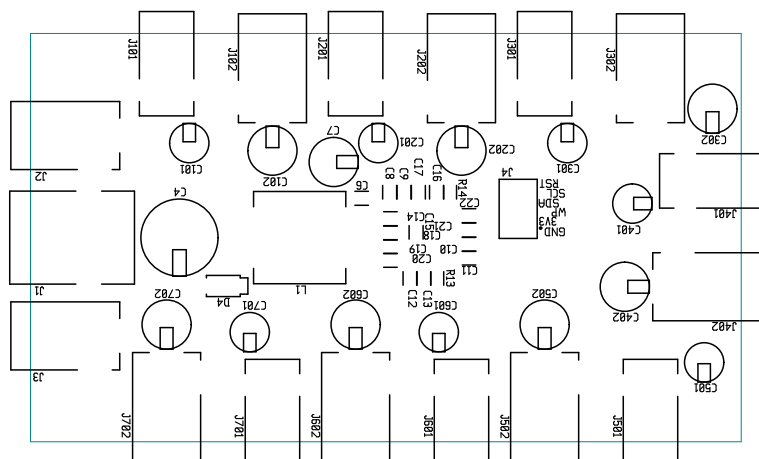 J101
J102
J201
J202
J301
J302
C101
C102
C7
C201
C202
C301
C302
J2
C4
C6
C8
C9
C17
C16
R14
J4
RST
SCL
SDA
WP
3V3
GND
C22
C14
C15
C21
C18
C19
C10
C20
C11
R13
C12
C13
C401
J401
C402
J402
J1
D4
L1
C702
C701
C602
C601
C502
C501
J3
J702
J701
J602
J601
J502
J501